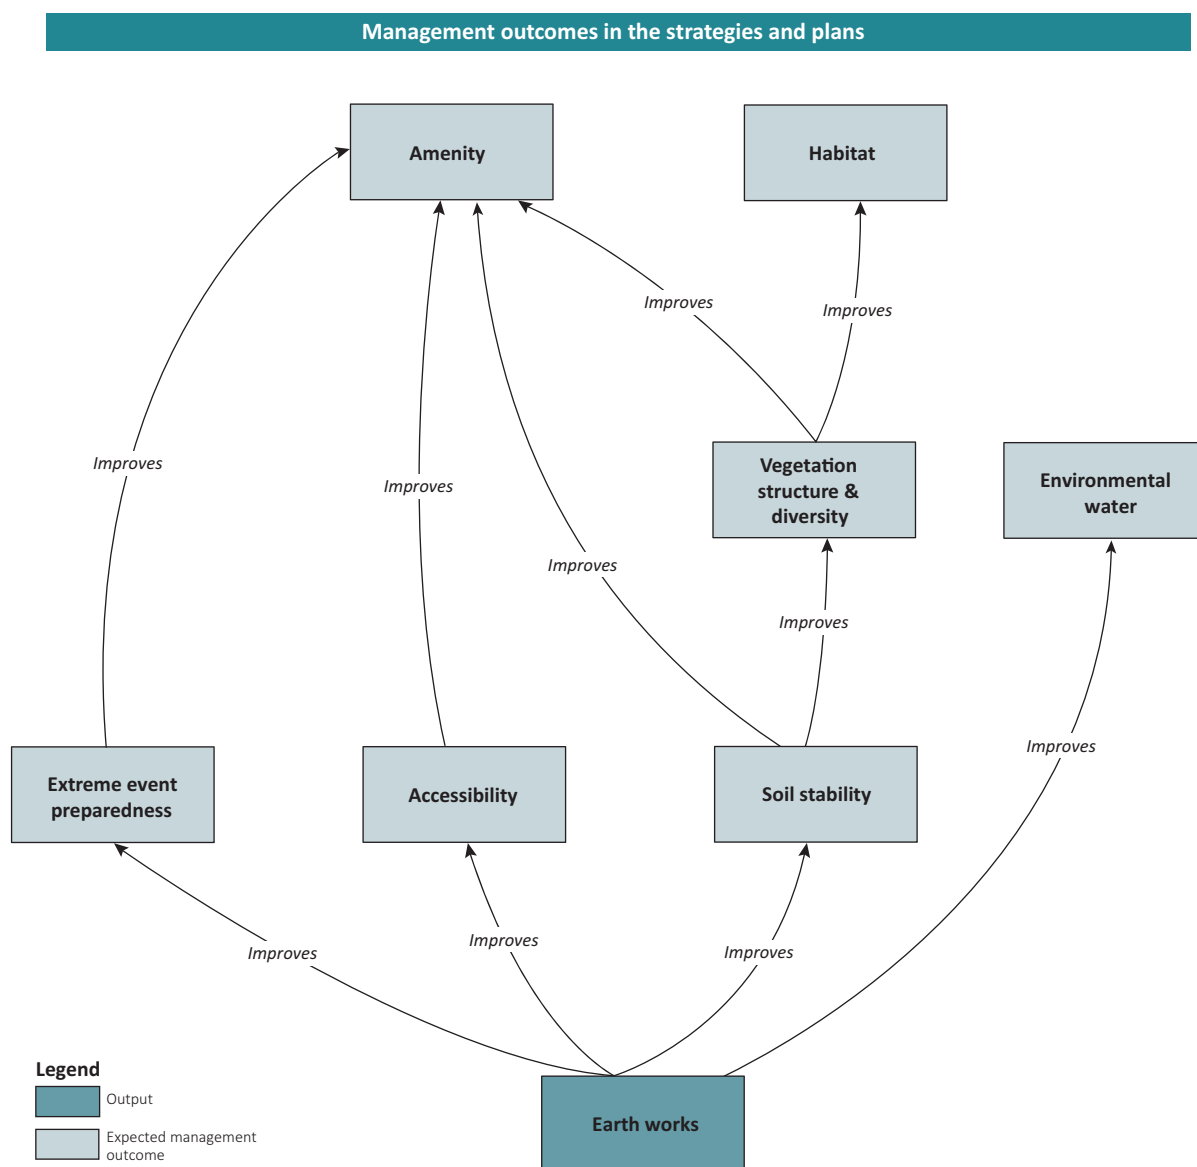 Management outcomes in the strategies and plans
Amenity
Habitat
Improves
Improves
Improves
Improves
Vegetation
structure &
diversity
Environmental
water
Improves
Improves
Improves
Extreme event
preparedness
Accessibility
Soil stability
Improves
Improves
Improves
Legend
Output
Expected management
outcome
Earth works